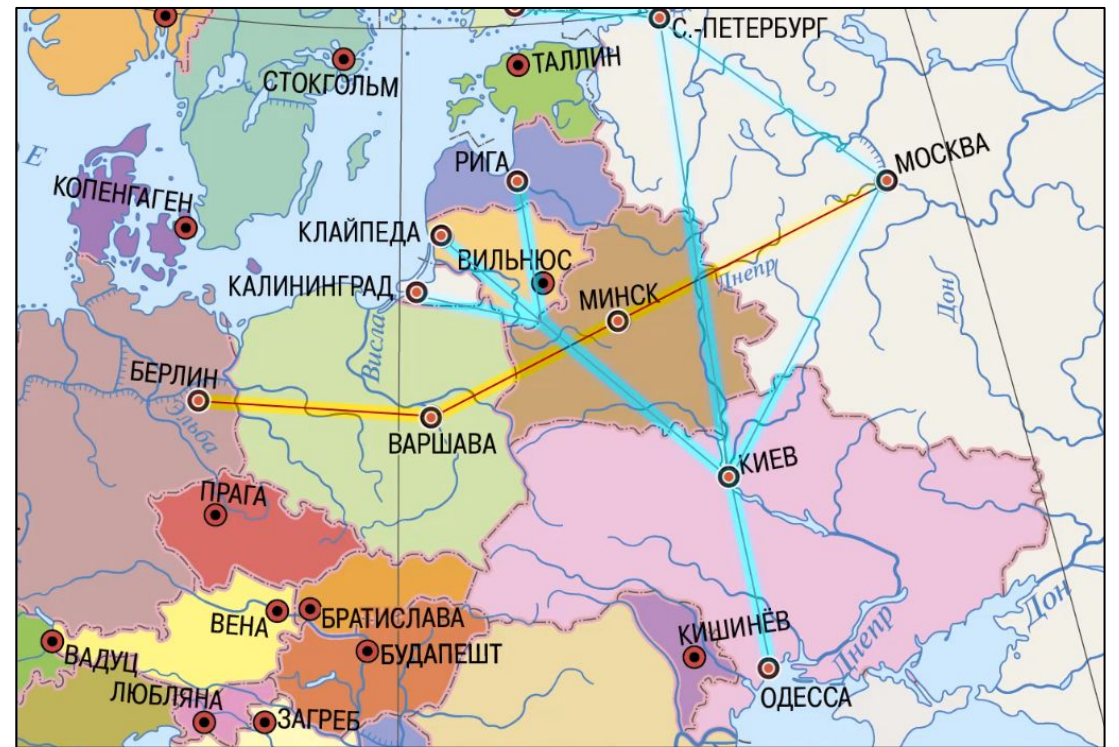 С.-ПЕТЕРБУРГ
ТАЛЛИН
СТОКГОЛЬМ
Е
РИГА
МОСКВА
КОПЕНГАГЕН
КЛАЙПЕДА
ВИЛЬНЮС
КАЛИНИНГРАД
Днепр
МИНСК
Дон
Висла
БЕРЛИН
Эльба
ВАРШАВА
КИЕВ
ПРАГА
БРАТИСЛАВА
ВЕНА
Дон
КИШИНЁВ
Днепр
БУДАПЕШТ
ВАДУЦ
ЛЮБЛЯНА
ОДЕССА
ЗАГРЕБ